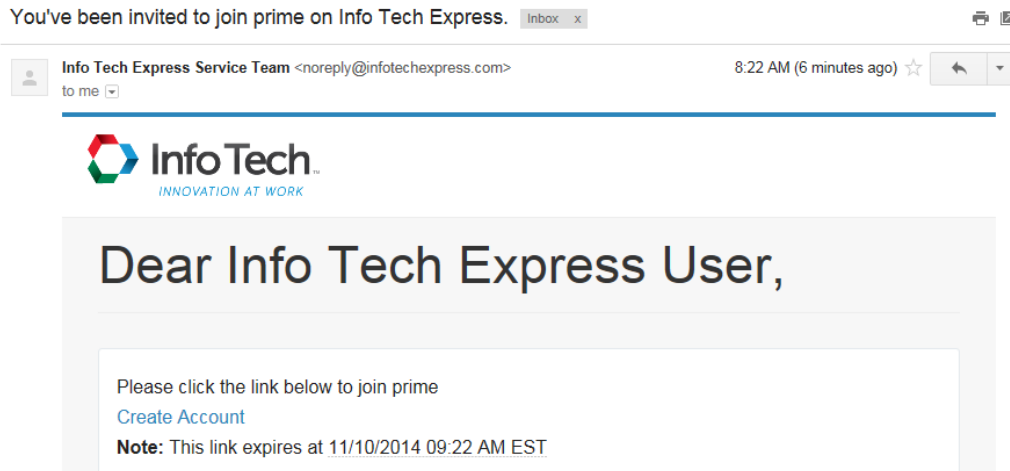 You've been invited to join prime on Info Tech Express. Inbox x
Info Tech Express Service Team <noreply@infotechexpress.com> 8:22 AM (6 minutes ago)
to me
Info Tech™
INNOVATION AT WORK
Dear Info Tech Express User,
Please click the link below to join prime
Create Account
Note: This link expires at 11/10/2014 09:22 AM EST